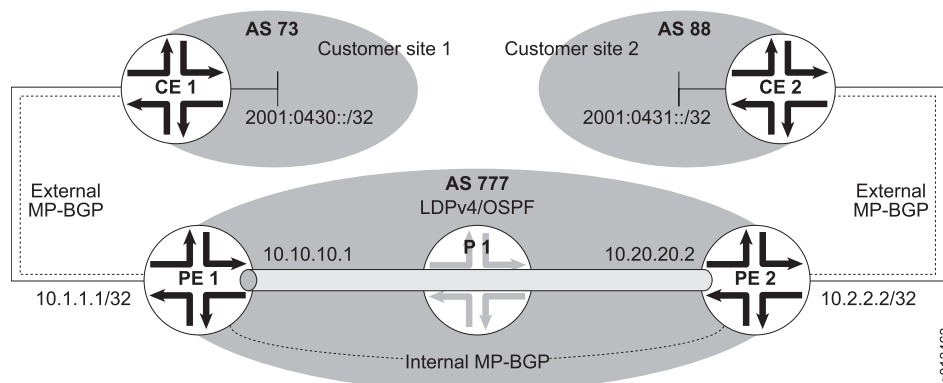 AS 73
Customer site 1
CE 1
2001:0430::/32
AS 88
Customer site 2
CE 2
2001:0431::/32
External
MP-BGP
External
MP-BGP
AS 777
LDPv4/OSPF
P 1
10.10.10.1
10.20.20.2
PE 1
PE 2
10.1.1.1/32
10.2.2.2/32
Internal MP-BGP